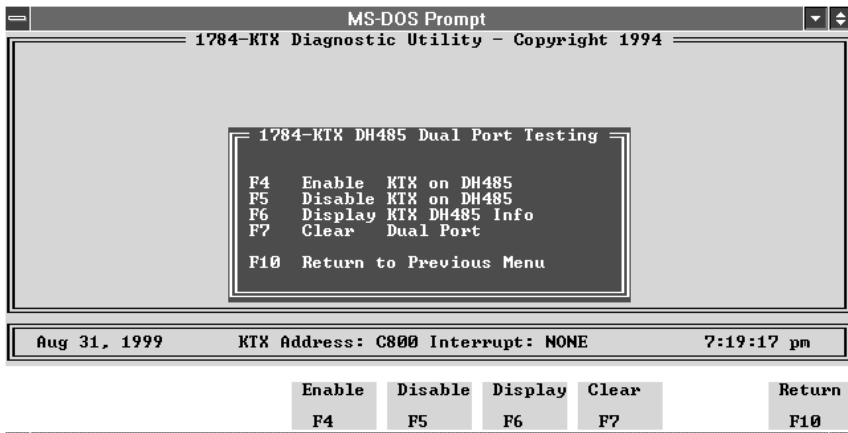 MS-DOS Prompt
1784-KTX Diagnostic Utility - Copyright 1994
1784-KTX DH485 Dual Port Testing
F4 Enable KTX on DH485
F5 Disable KTX on DH485
F6 Display KTX DH485 Info
F7 Clear Dual Port
F10 Return to Previous Menu
Aug 31, 1999 KTX Address: C800 Interrupt: NONE 7:19:17 pm
Enable Disable Display Clear Return
F4 F5 F6 F7 F10